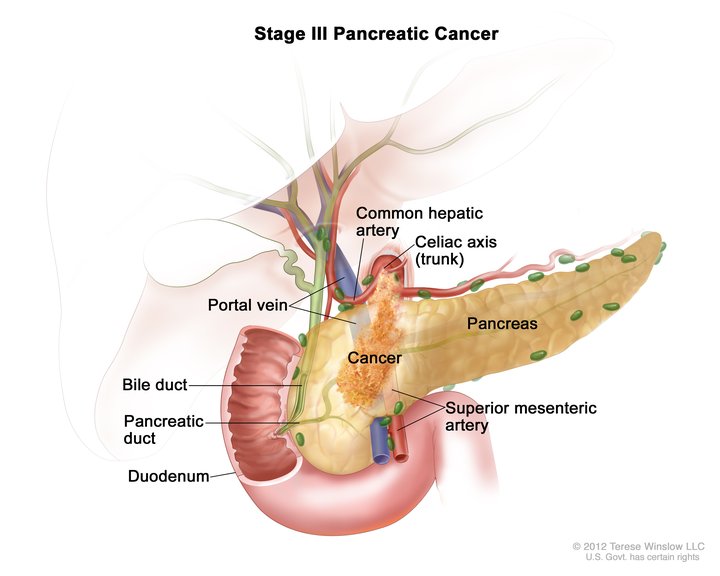 Stage III Pancreatic Cancer
Common hepatic
artery
Celiac axis
(trunk)
Portal vein
Pancreas
Cancer
Bile duct
Superior mesenteric
artery
Pancreatic
duct
Duodenum
© 2012 Terese Winslow LLC
U.S. Govt. has certain rights